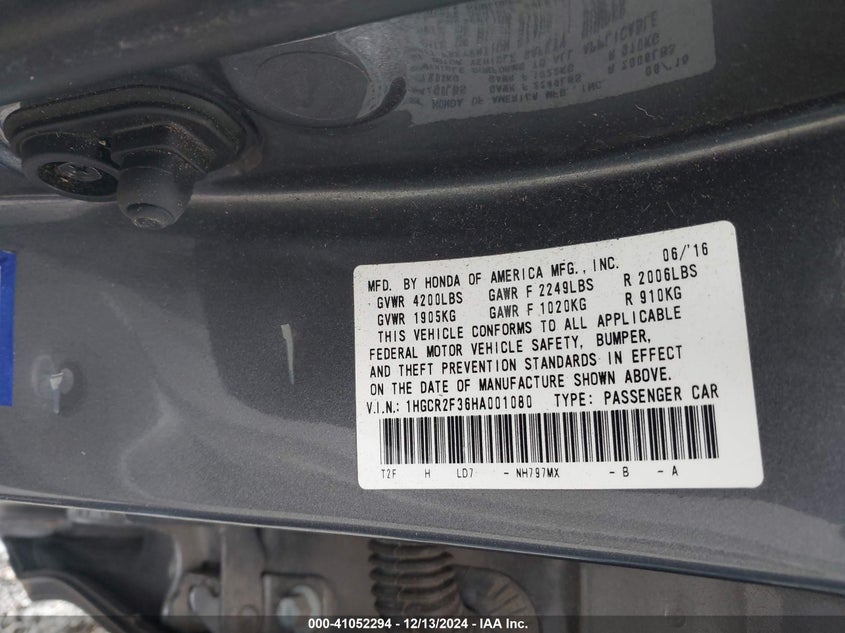 MFD. BY HONDA OF AMERICA MFG., INC. 06/'16
GVWR 4200LBS GAWR F 2249LBS R 2006LBS
GVWR 1905KG GAWR F 1020KG R 910KG
THIS VEHICLE CONFORMS TO ALL APPLICABLE
FEDERAL MOTOR VEHICLE SAFETY, BUMPER,
AND THEFT PREVENTION STANDARDS IN EFFECT
ON THE DATE OF MANUFACTURE SHOWN ABOVE.
V.I.N.: 1HGCR2F36HA001080 TYPE: PASSENGER CAR
T2F H LD7 - NH797MX - B - A
000-41052294 - 12/13/2024 - IAA Inc.